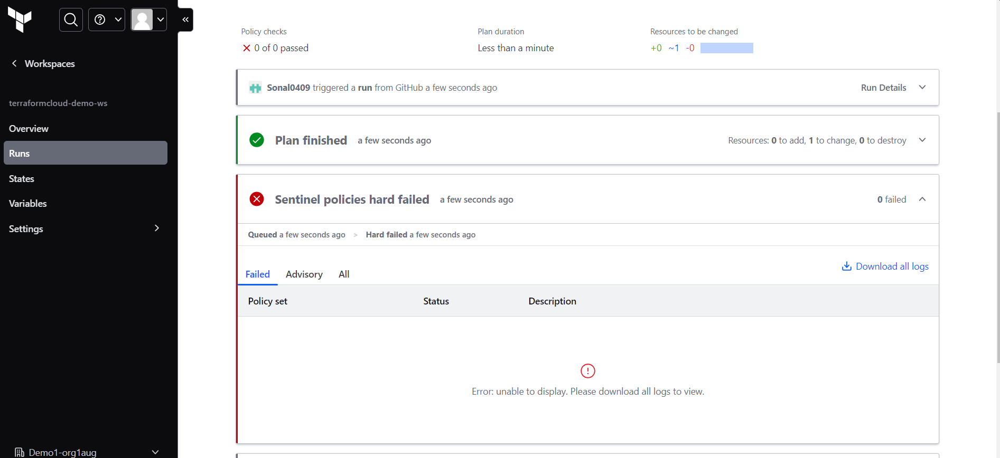 Workspaces
terraformcloud-demo-ws
Overview
Runs
States
Variables
Settings
Demo1-org1aug
Policy checks
0 of 0 passed
Plan duration
Less than a minute
Resources to be changed
+0 ~1 -0
Sonal0409 triggered a run from GitHub a few seconds ago
Run Details
Plan finished a few seconds ago
Resources: 0 to add, 1 to change, 0 to destroy
Sentinel policies hard failed a few seconds ago
0 failed
Queued a few seconds ago > Hard failed a few seconds ago
Download all logs
Failed Advisory All
Policy set Status Description
Error: unable to display. Please download all logs to view.